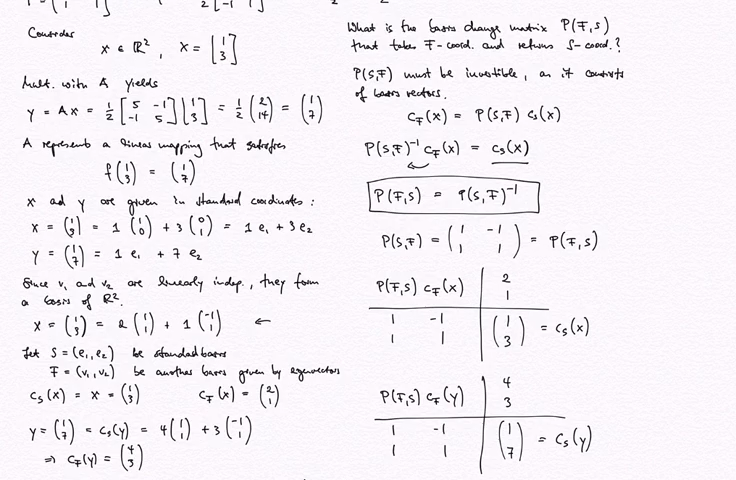 Consider
x ∈ ℝ², x = [1 3]
Mult. with A yields
y = Ax = 1/2 [5 -1; -1 5] [1 3] = 1/2 (2 14) = (1 7)
A represents a linear mapping that satisfies
f(1 3) = (1 7)
x ad y are given in standard coordinates:
x = (1 3) = 1 (1 0) + 3 (0 1) = 1 e₁ + 3 e₂
y = (1 7) = 1 e₁ + 7 e₂
Since v₁ and v₂ are linearly indep., they form
a basis of ℝ².
x = (1 3) = 2 (1 1) + 1 (-1 1) ←
Let S = (e₁, e₂) be standard basis
F = (v₁, v₂) be another bases given by eigenvectors
c_S(x) = x = (1 3) c_F(x) = (2 1)
y = (1 7) = c_S(y) = 4 (1 1) + 3 (-1 1)
⇒ c_F(y) = (4 3)
What is the basis change matrix P(F,S)
that takes F-coord. and returns S-coord.?
P(S,F) must be invertible, as it consists
of basis vectors.
c_F(x) = P(S,F) c_S(x)
P(S,F)⁻¹ c_F(x) = c_S(x)
←
P(F,S) = P(S,F)⁻¹
P(S,F) = (1 -1; 1 1) = P(F,S)
P(F,S) c_F(x) | 2 1
1 -1
1 1 | (1 3) = c_S(x)
P(F,S) c_F(y) | 4 3
1 -1
1 1 | (1 7) = c_S(y)